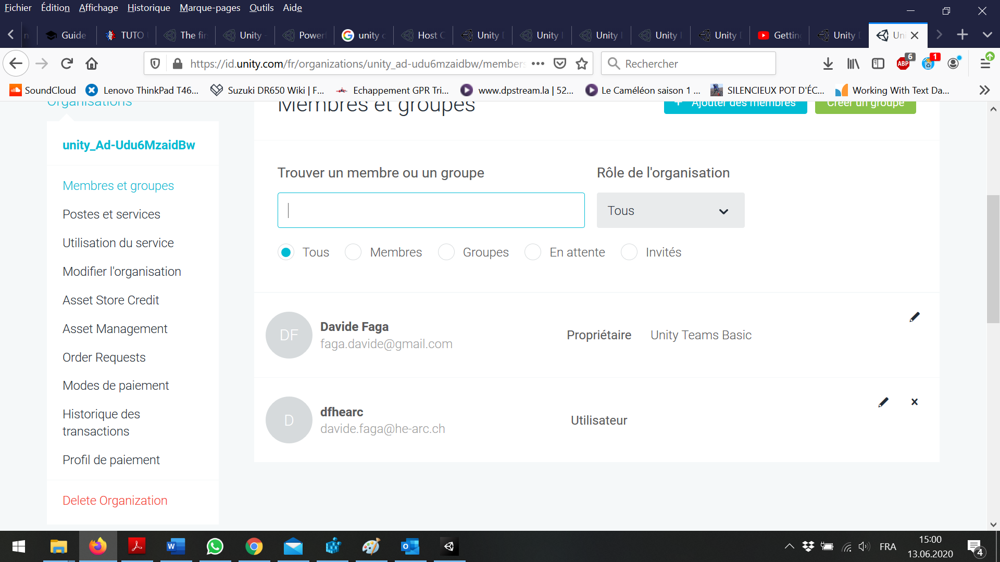 Fichier Édition Affichage Historique Marque-pages Outils Aide
Guide TUTO The fir Unity - Power unity c Host C Unity Unity Unity Unity Unity Gettin Unity Un
https://id.unity.com/fr/organizations/unity_ad-udu6mzaidbw/members
Rechercher
ABP 6 1
SoundCloud Lenovo ThinkPad T46... Suzuki DR650 Wiki | F... Echappement GPR Tri... www.dpstream.la | 52... Le Caméléon saison 1 ... SILENCIEUX POT D'ÉC... Working With Text Da...
Organisations
Membres et groupes
+ Ajouter des membres
Créer un groupe
unity_Ad-Udu6MzaidBw
Membres et groupes
Postes et services
Utilisation du service
Modifier l'organisation
Asset Store Credit
Asset Management
Order Requests
Modes de paiement
Historique des
transactions
Profil de paiement
Delete Organization
Trouver un membre ou un groupe
Rôle de l'organisation
Tous
Tous Membres Groupes En attente Invités
DF
Davide Faga
faga.davide@gmail.com
Propriétaire
Unity Teams Basic
D
dfhearc
davide.faga@he-arc.ch
Utilisateur
FRA
15:00
13.06.2020
4